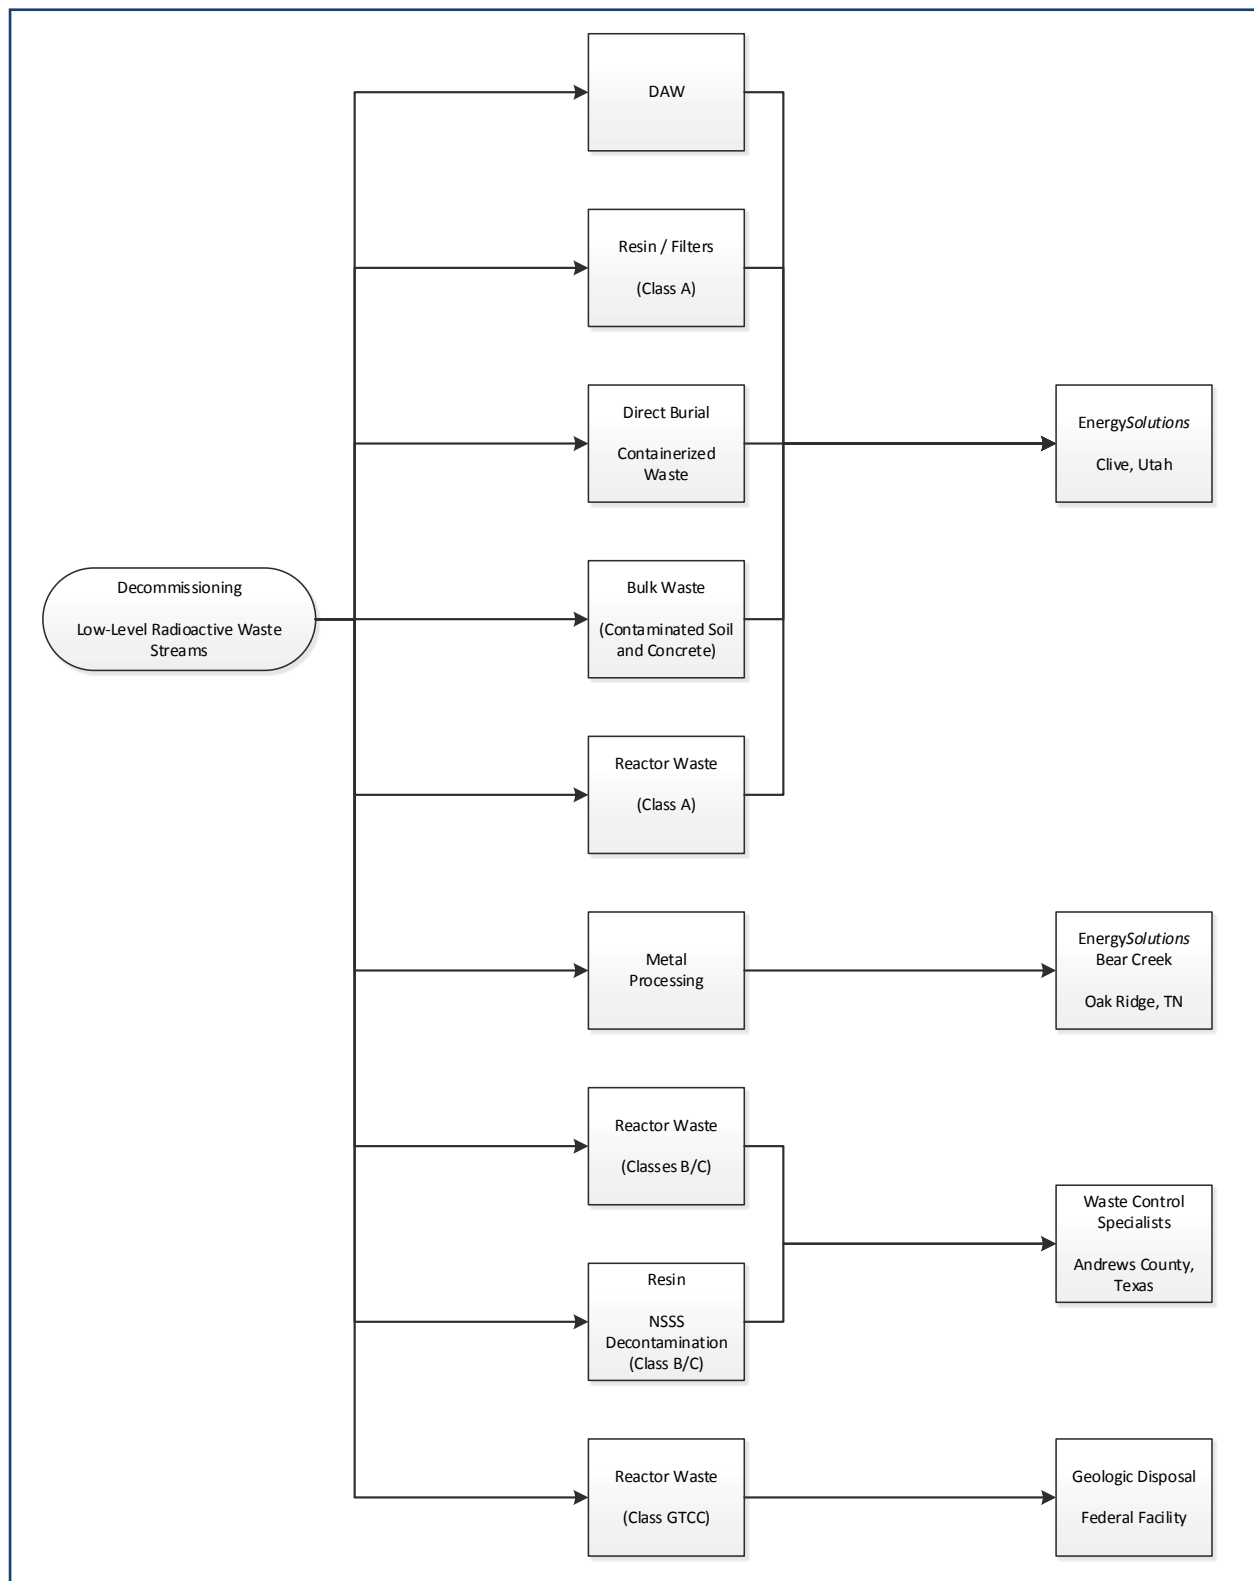 DAW
Resin / Filters
(Class A)
Direct Burial
Containerized
Waste
EnergySolutions
Clive, Utah
Decommissioning
Low-Level Radioactive Waste
Streams
Bulk Waste
(Contaminated Soil
and Concrete)
Reactor Waste
(Class A)
Metal
Processing
EnergySolutions
Bear Creek
Oak Ridge, TN
Reactor Waste
(Classes B/C)
Resin
NSSS
Decontamination
(Class B/C)
Waste Control
Specialists
Andrews County,
Texas
Reactor Waste
(Class GTCC)
Geologic Disposal
Federal Facility